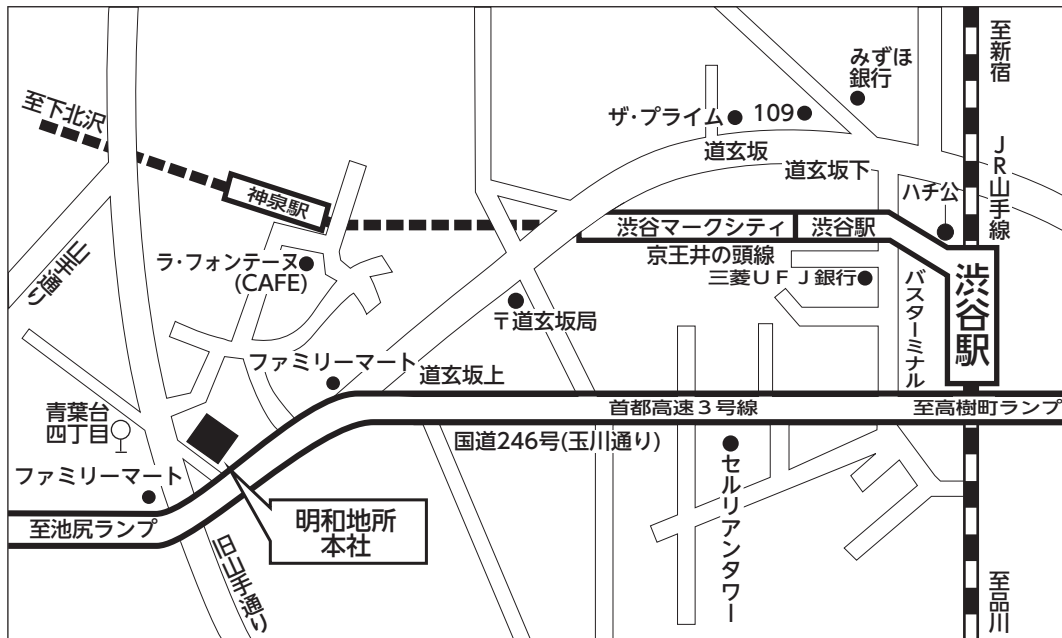 至新宿
みずほ
銀行
至下北沢
ザ・プライム
109
道玄坂
JR山手線
道玄坂下
神泉駅
ハチ公
渋谷マークシティ
渋谷駅
京王井の頭線
山手通り
ラ・フォンテーヌ
(CAFE)
三菱UFJ銀行
バスターミナル
渋谷駅
〒道玄坂局
ファミリーマート
道玄坂上
首都高速3号線
至高樹町ランプ
青葉台
四丁目
国道246号(玉川通り)
セルリアンタワー
ファミリーマート
明和地所
本社
至池尻ランプ
旧山手通り
至品川